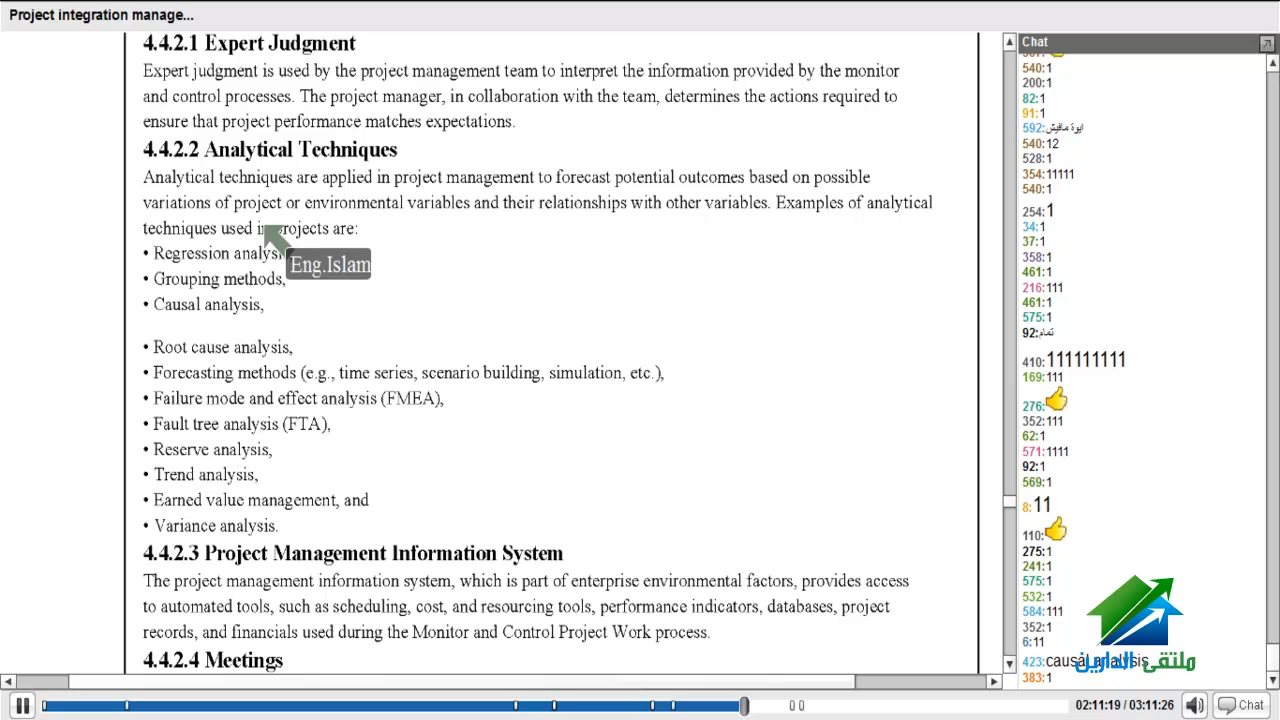 Project integration manage...
4.4.2.1 Expert Judgment
Expert judgment is used by the project management team to interpret the information provided by the monitor
and control processes. The project manager, in collaboration with the team, determines the actions required to
ensure that project performance matches expectations.
4.4.2.2 Analytical Techniques
Analytical techniques are applied in project management to forecast potential outcomes based on possible
variations of project or environmental variables and their relationships with other variables. Examples of analytical
techniques used in projects are:
• Regression analysis
Eng.Islam
• Grouping methods,
• Causal analysis,
• Root cause analysis,
• Forecasting methods (e.g., time series, scenario building, simulation, etc.),
• Failure mode and effect analysis (FMEA),
• Fault tree analysis (FTA),
• Reserve analysis,
• Trend analysis,
• Earned value management, and
• Variance analysis.
4.4.2.3 Project Management Information System
The project management information system, which is part of enterprise environmental factors, provides access
to automated tools, such as scheduling, cost, and resourcing tools, performance indicators, databases, project
records, and financials used during the Monitor and Control Project Work process.
4.4.2.4 Meetings
Chat
540:1
200:1
82:1
91:1
592: ايوة مافيش
540:12
528:1
354:11111
540:1
254:1
34:1
37:1
358:1
461:1
216:111
461:1
575:1
92: تمام
410:111111111
169:111
276:
352:111
62:1
571:1111
92:1
569:1
8:11
110:
275:1
241:1
575:1
532:1
584:111
352:1
6:11
423:causal analysis
ملتقى الدارين
383:1
02:11:19 / 03:11:26
Chat